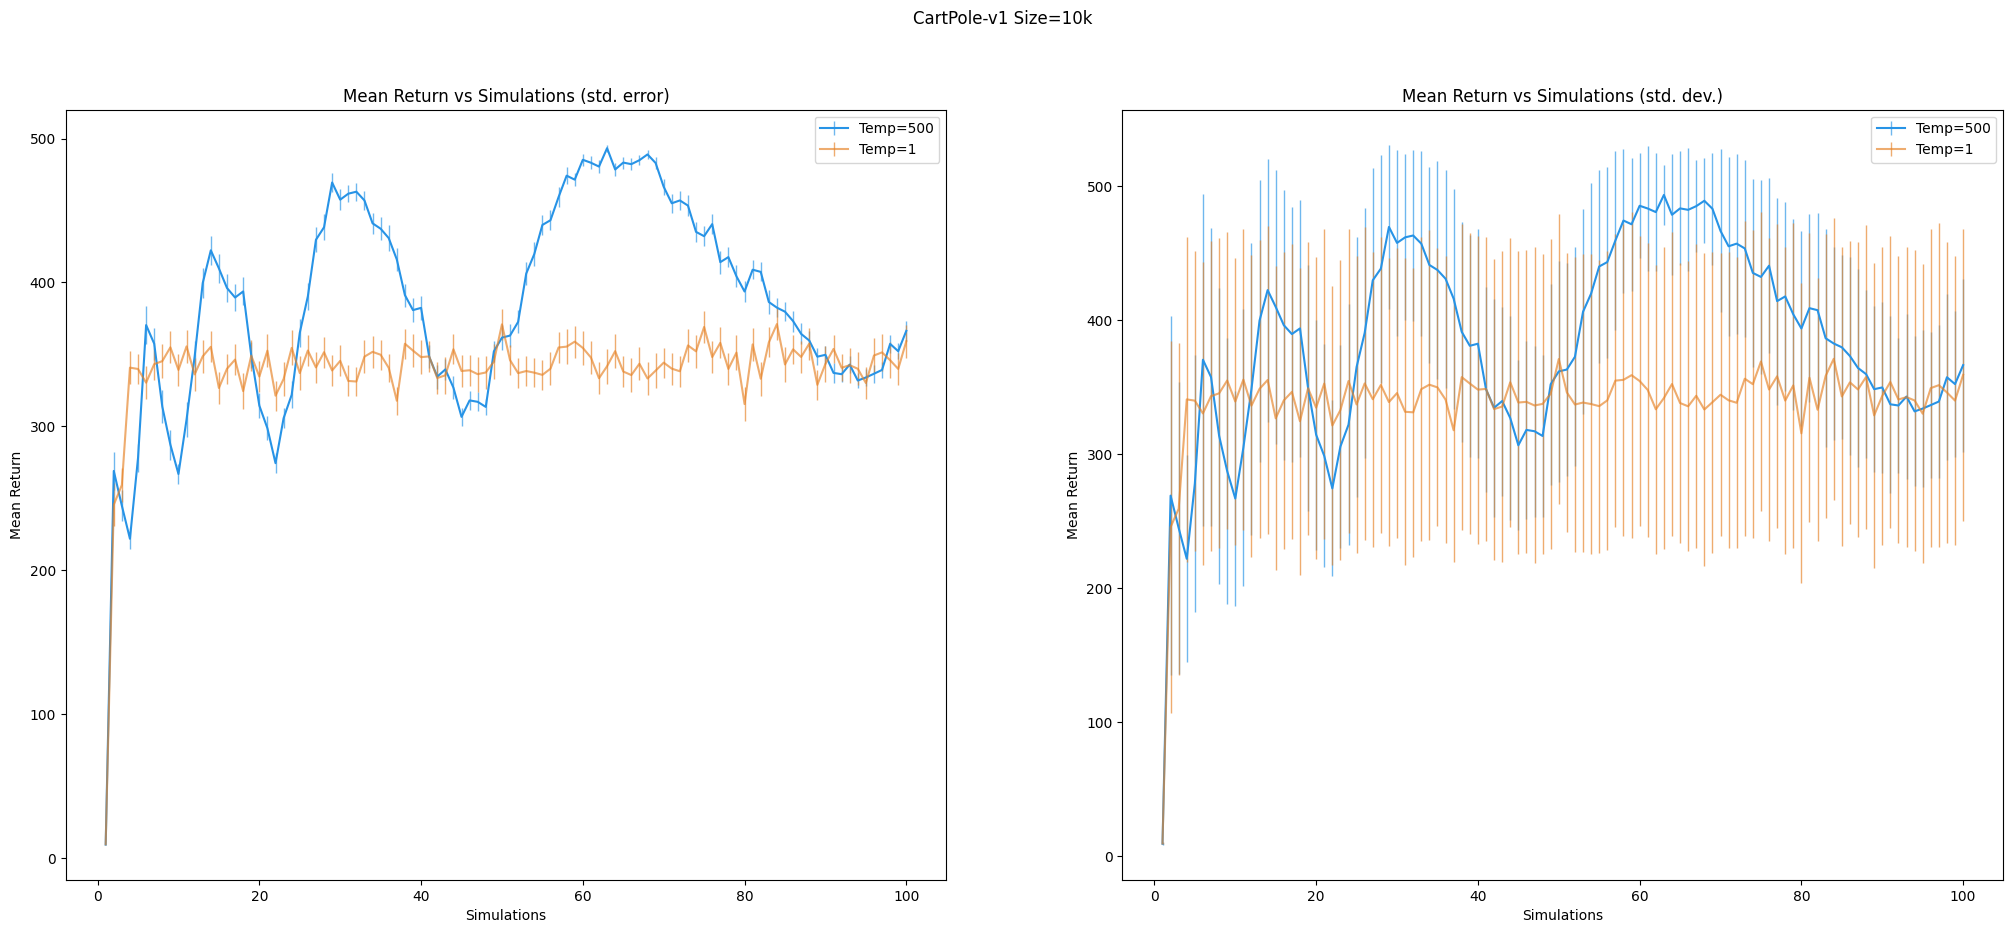 CartPole-v1 Size=10k
Mean Return vs Simulations (std. error)
Temp=500
Temp=1
500
400
300
200
100
0
Mean Return
0 20 40 60 80 100
Simulations
Mean Return vs Simulations (std. dev.)
Temp=500
Temp=1
500
400
300
200
100
0
Mean Return
0 20 40 60 80 100
Simulations